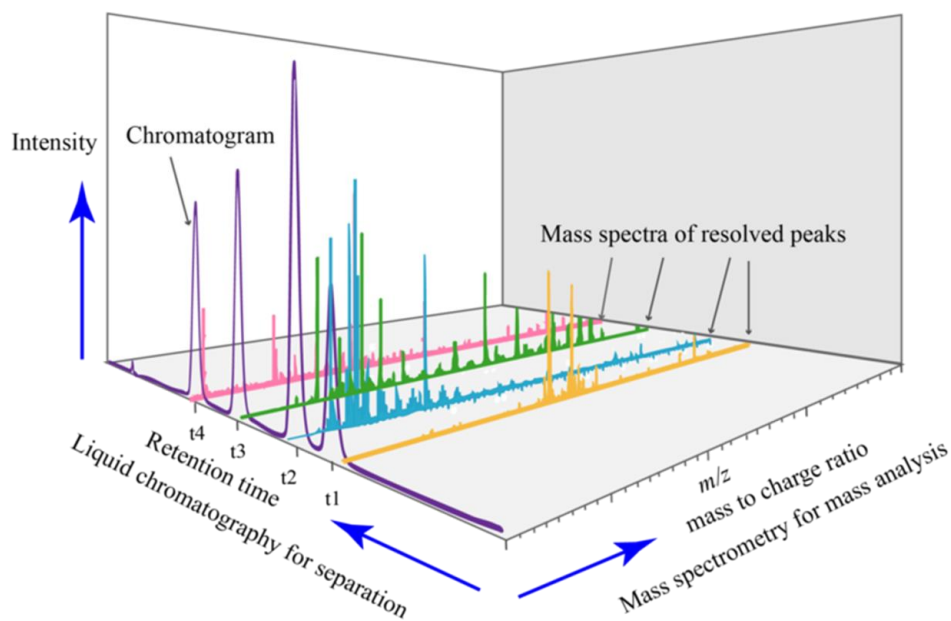 Intensity
Chromatogram
Mass spectra of resolved peaks
t4
t3
t2
t1
Retention time
Liquid chromatography for separation
m/z
mass to charge ratio
Mass spectrometry for mass analysis